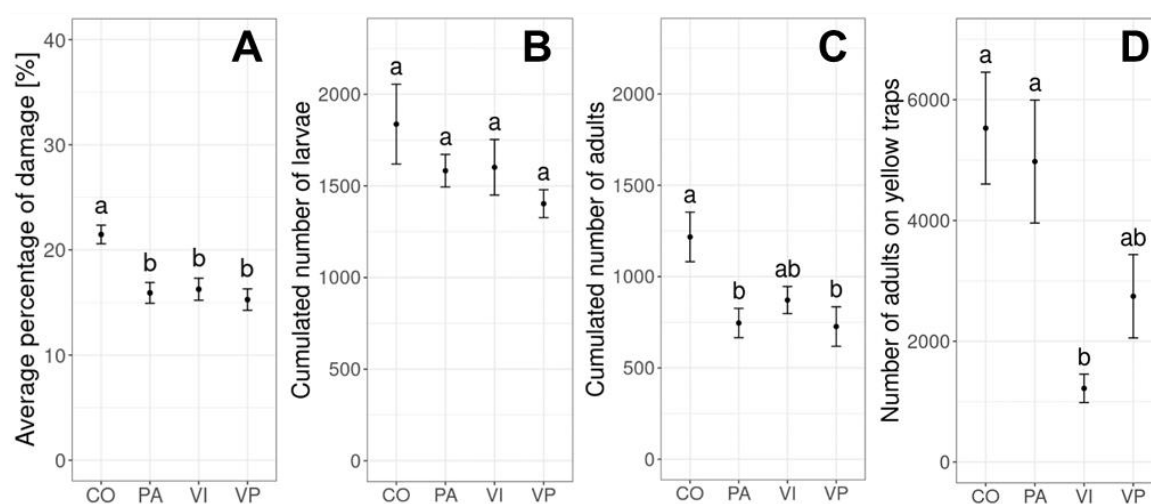 A
Average percentage of damage [%]
40
30
20
10
0
a
b
b
b
CO PA VI VP
B
Cumulated number of larvae
2000
1500
1000
500
0
a
a
a
a
CO PA VI VP
C
Cumulated number of adults
2000
1500
1000
500
0
a
b
ab
b
CO PA VI VP
D
Number of adults on yellow traps
6000
4000
2000
0
a
a
b
ab
CO PA VI VP